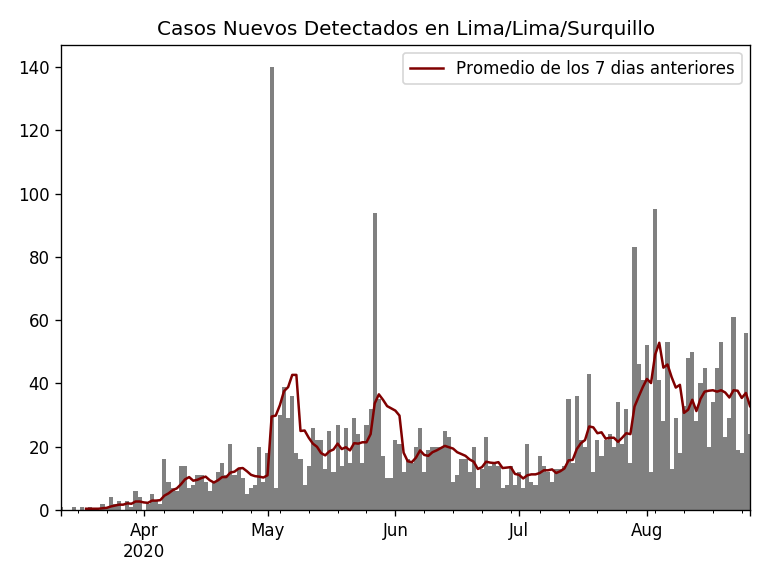 Casos Nuevos Detectados en Lima/Lima/Surquillo
Promedio de los 7 dias anteriores
140
120
100
80
60
40
20
0
Apr
2020
May
Jun
Jul
Aug